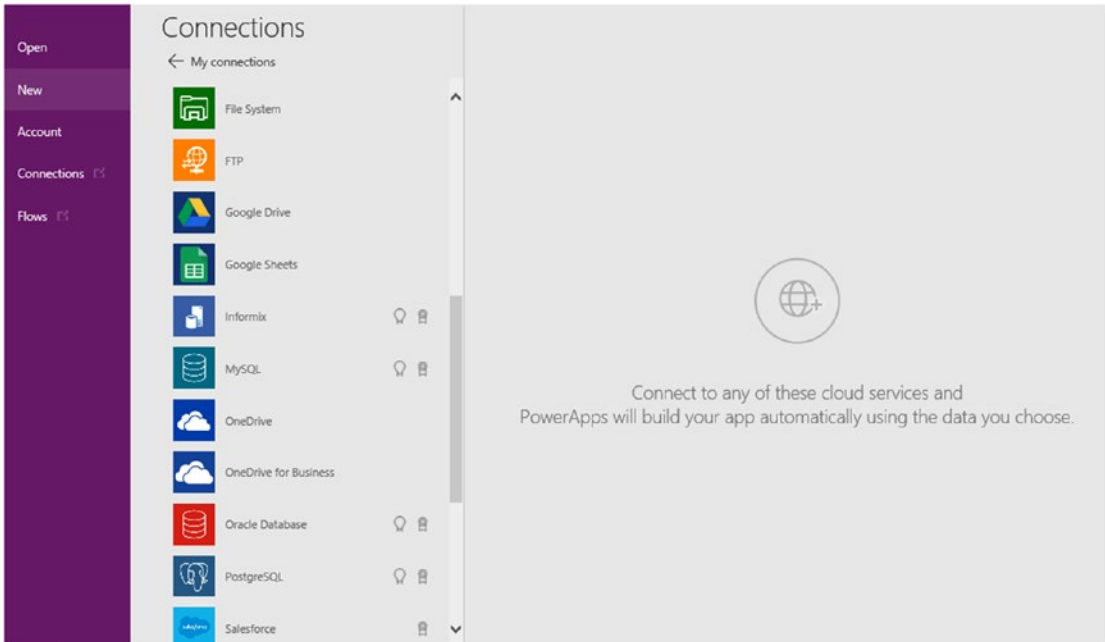 Open
New
Account
Connections
Flows
Connections
My connections
File System
FTP
Google Drive
Google Sheets
Informix
MySQL
OneDrive
OneDrive for Business
Oracle Database
PostgreSQL
Salesforce
Connect to any of these cloud services and
PowerApps will build your app automatically using the data you choose.